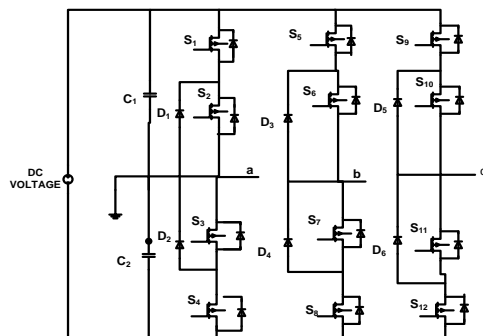 S1
S5
S9
S2
S6
S10
C1
D1
D3
D5
DC
VOLTAGE
a
b
c
S3
S7
S11
D2
D4
D6
C2
S4
S8
S12